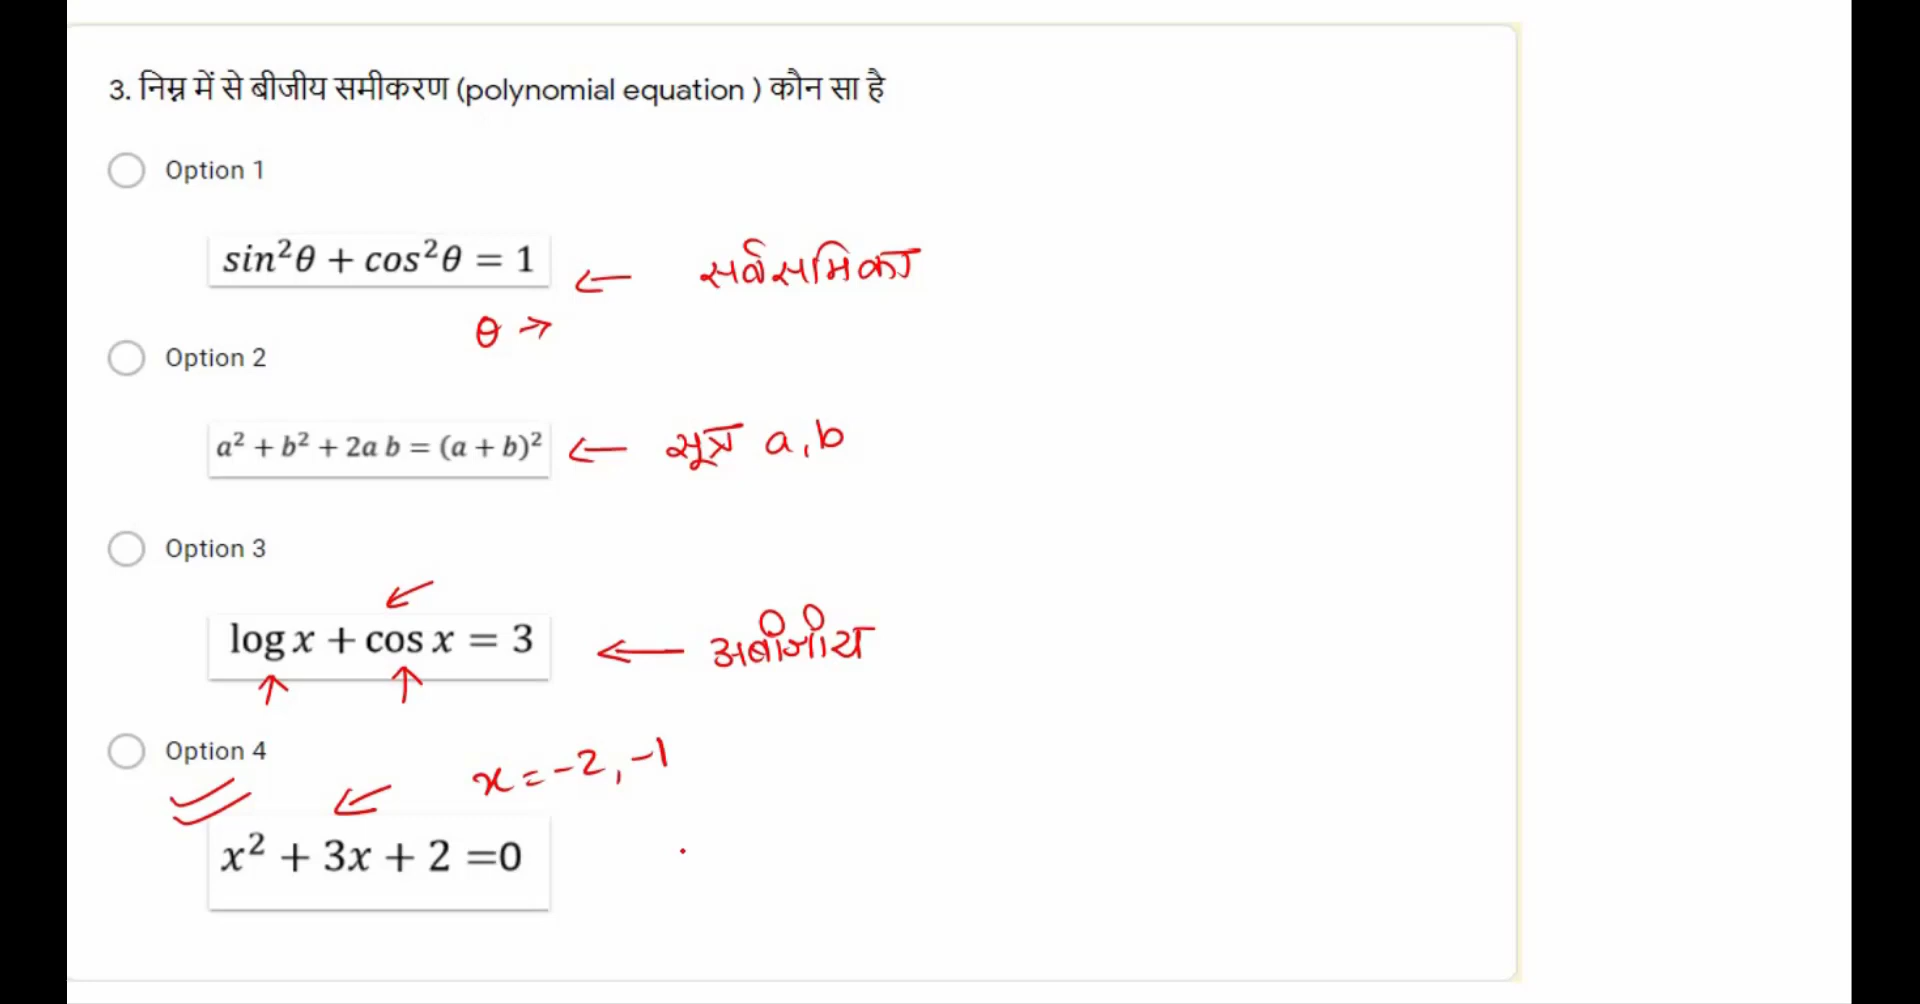 3. निम्न में से बीजीय समीकरण (polynomial equation ) कौन सा है
Option 1
sin²θ + cos²θ = 1 ← सर्वसमिका
θ →
Option 2
a² + b² + 2a b = (a + b)² ← सूत्र a, b
Option 3
log x + cos x = 3 ← अबीजीय
Option 4
x = -2, -1
x² + 3x + 2 =0